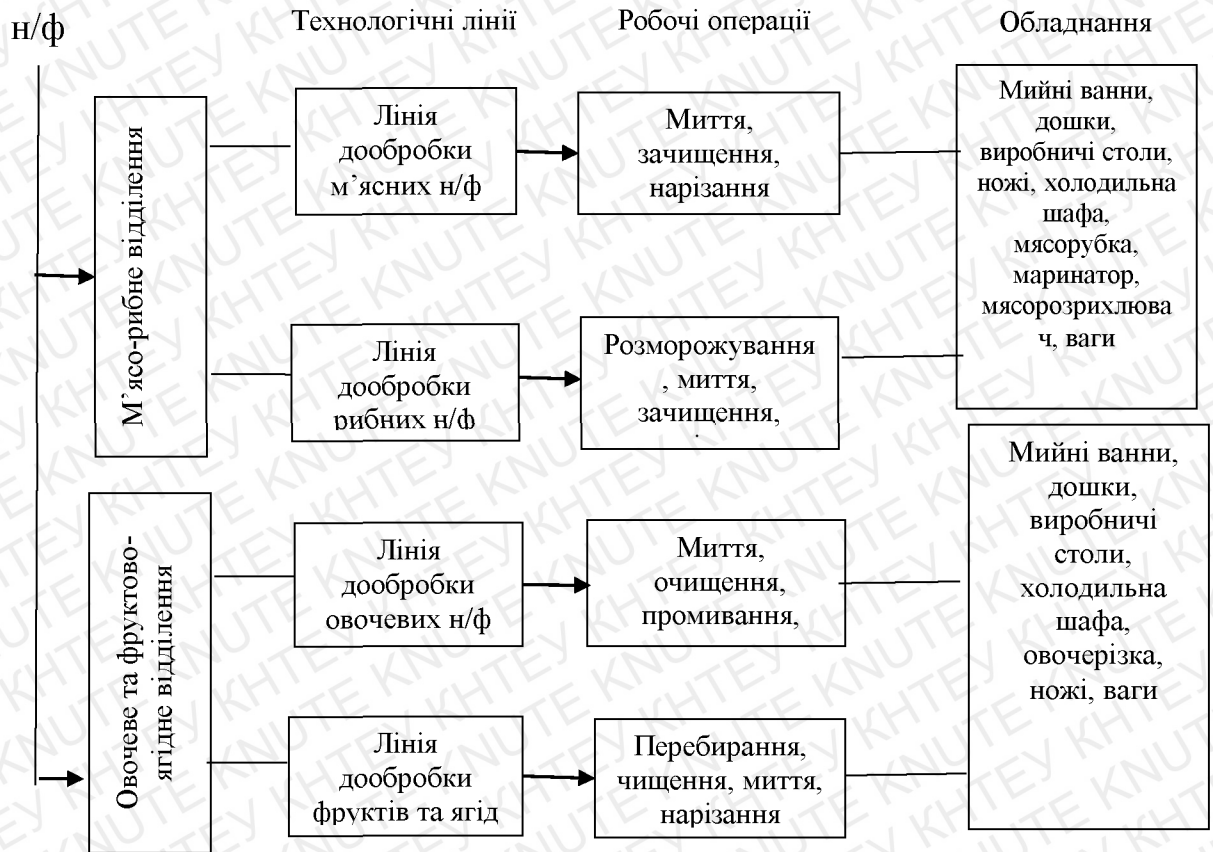 н/ф
Технологічні лінії
Робочі операції
Обладнання
М’ясо-рибне відділення
Лінія
дообробки
м’ясних н/ф
Миття,
зачищення,
нарізання
Мийні ванни,
дошки,
виробничі столи,
ножі, холодильна
шафа,
мясорубка,
маринатор,
мясорозрихлюва
ч, ваги
Лінія
дообробки
рибних н/ф
Розморожування
, миття,
зачищення,
Овочеве та фруктово-
ягідне відділення
Лінія
дообробки
овочевих н/ф
Миття,
очищення,
промивання,
Мийні ванни,
дошки,
виробничі
столи,
холодильна
шафа,
овочерізка,
ножі, ваги
Лінія
дообробки
фруктів та ягід
Перебирання,
чищення, миття,
нарізання